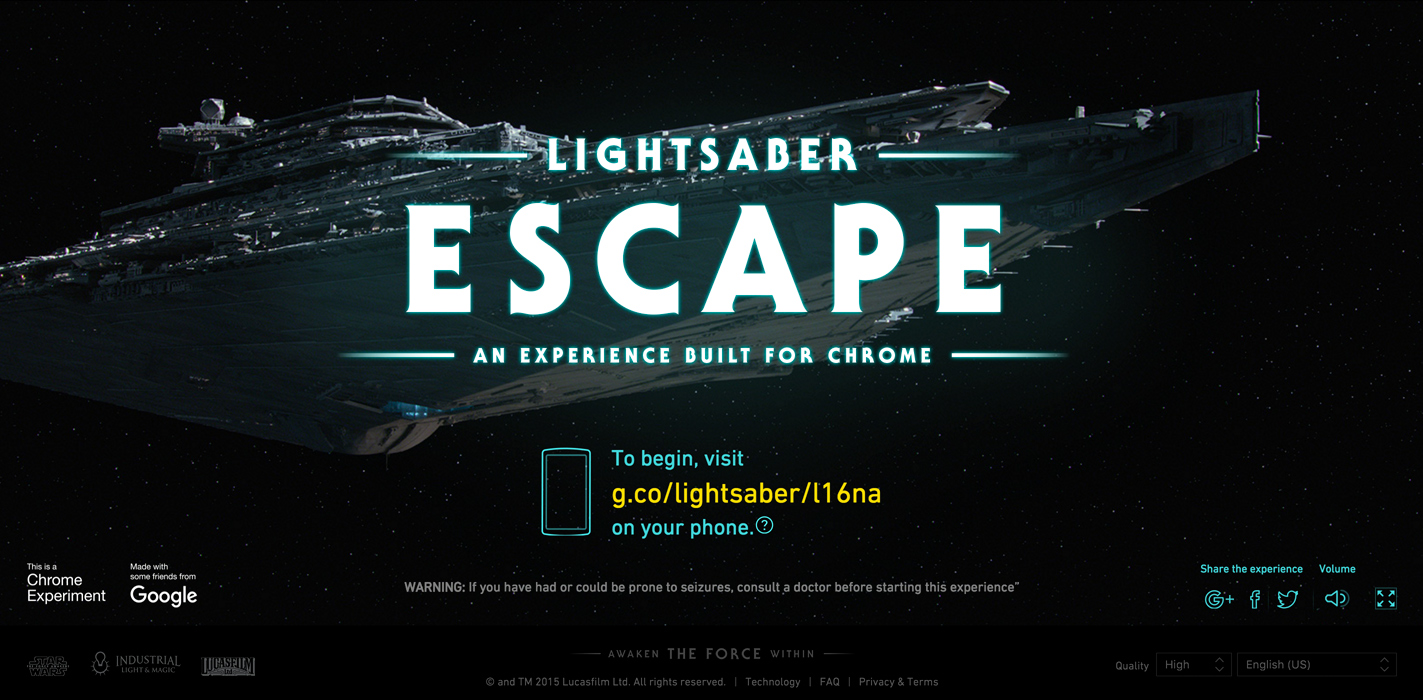 LIGHTSABER
ESCAPE
AN EXPERIENCE BUILT FOR CHROME
To begin, visit
g.co/lightsaber/l16na
on your phone. ?
This is a
Chrome
Experiment
Made with
some friends from
Google
WARNING: If you have had or could be prone to seizures, consult a doctor before starting this experience”
Share the experience
Volume
G+
STAR WARS
INDUSTRIAL
LIGHT & MAGIC
LUCASFILM
AWAKEN THE FORCE WITHIN
© and TM 2015 Lucasfilm Ltd. All rights reserved. | Technology | FAQ | Privacy & Terms
Quality
High
English (US)